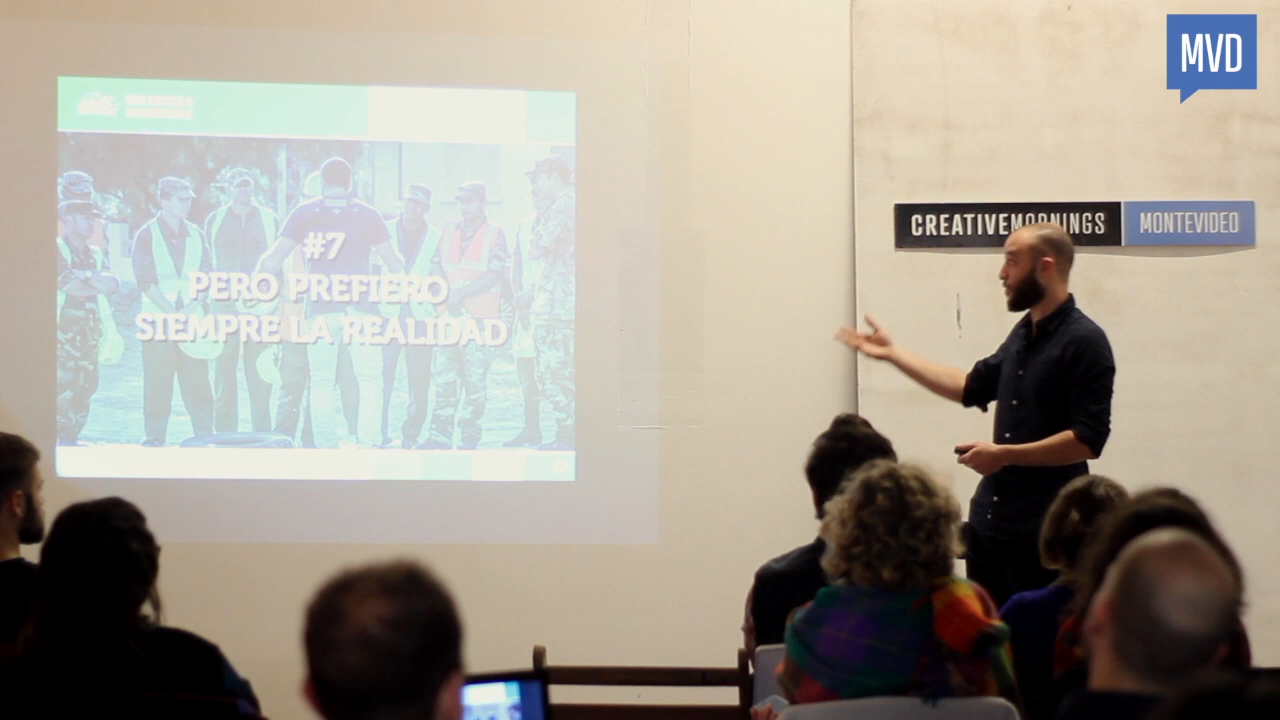 MVD
CREATIVEMORNINGS MONTEVIDEO
#7
PERO PREFIERO
SIEMPRE LA REALIDAD